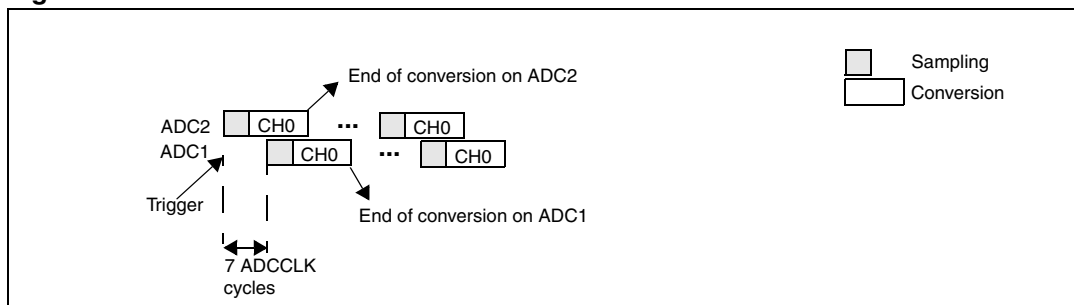 End of conversion on ADC2
Sampling
Conversion
ADC2
CH0
...
CH0
ADC1
CH0
...
CH0
Trigger
End of conversion on ADC1
7 ADCCLK
cycles